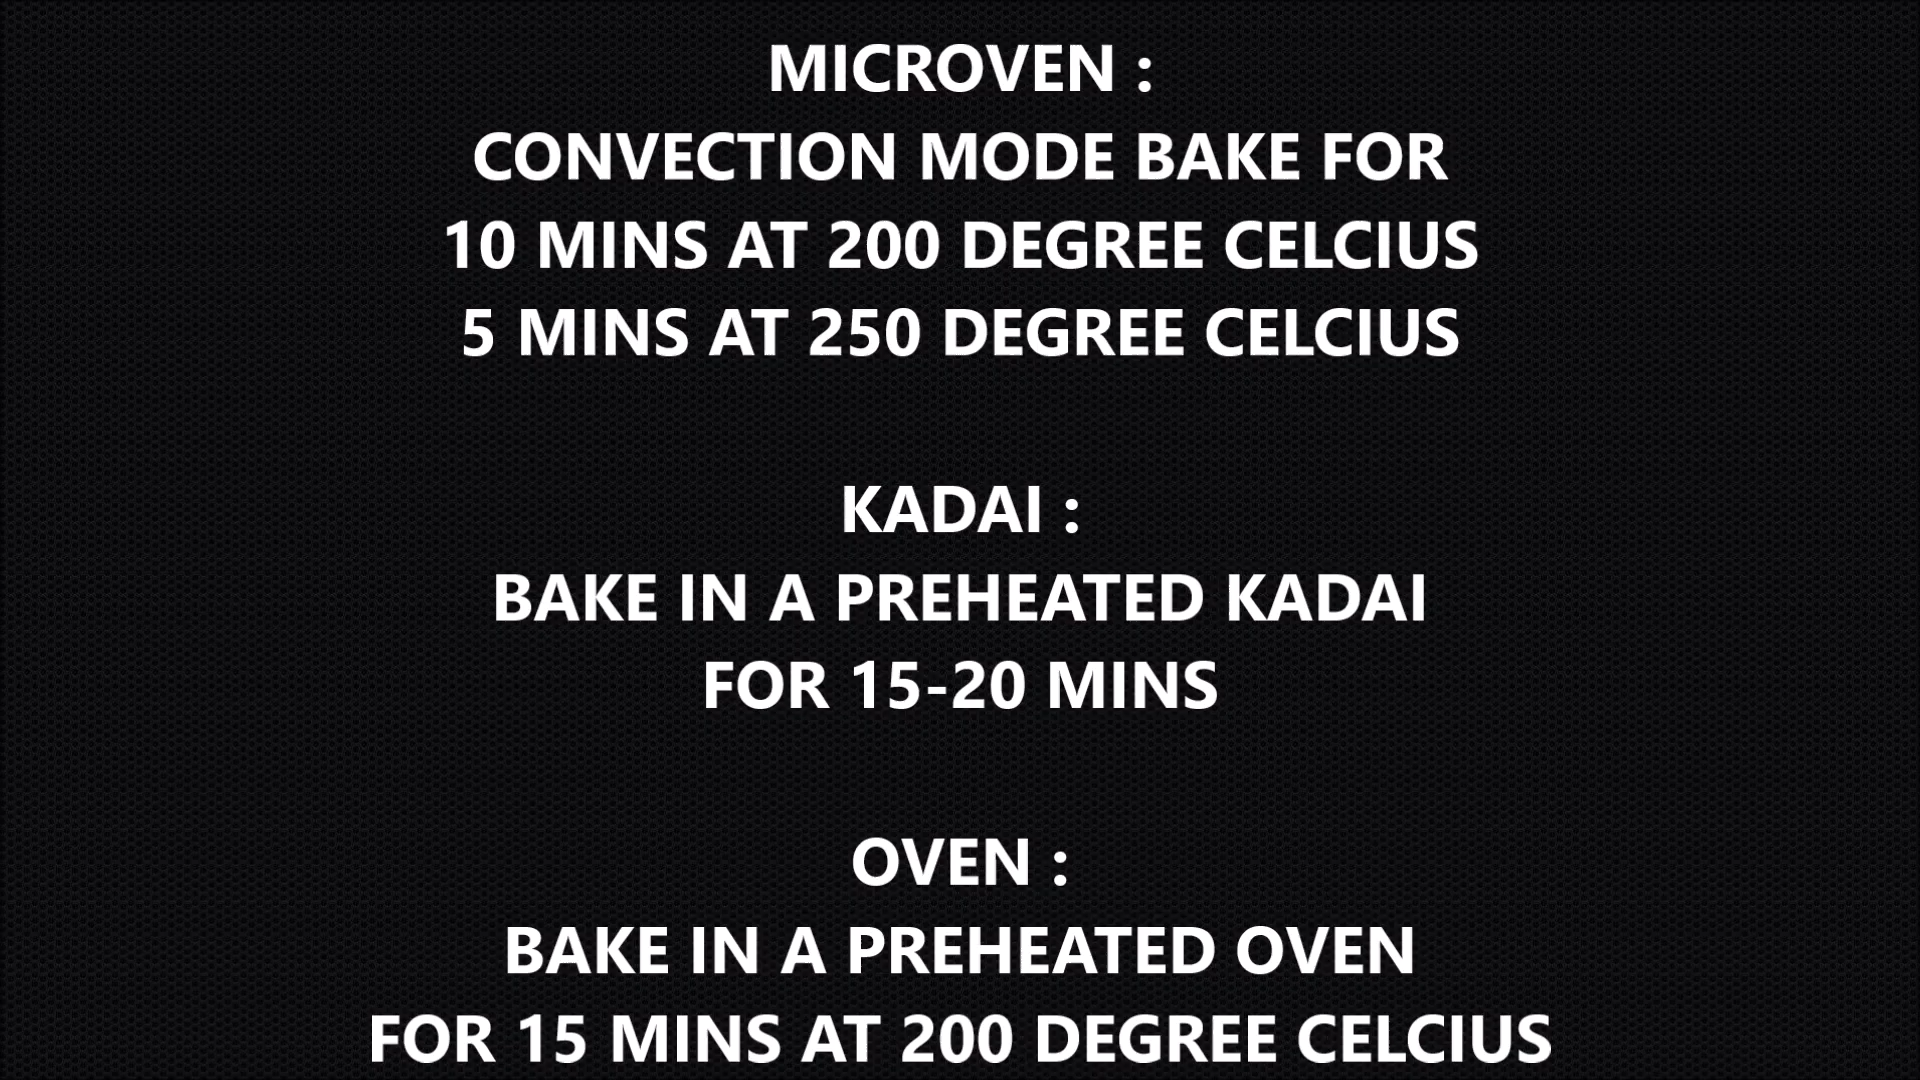 MICROVEN :
CONVECTION MODE BAKE FOR
10 MINS AT 200 DEGREE CELCIUS
5 MINS AT 250 DEGREE CELCIUS
KADAI :
BAKE IN A PREHEATED KADAI
FOR 15-20 MINS
OVEN :
BAKE IN A PREHEATED OVEN
FOR 15 MINS AT 200 DEGREE CELCIUS